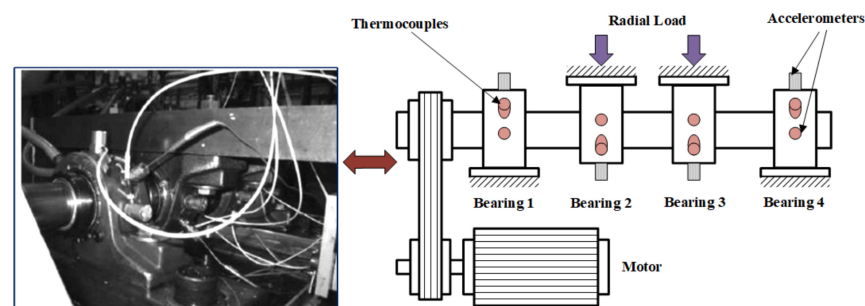 Thermocouples
Radial Load
Accelerometers
Bearing 1
Bearing 2
Bearing 3
Bearing 4
Motor